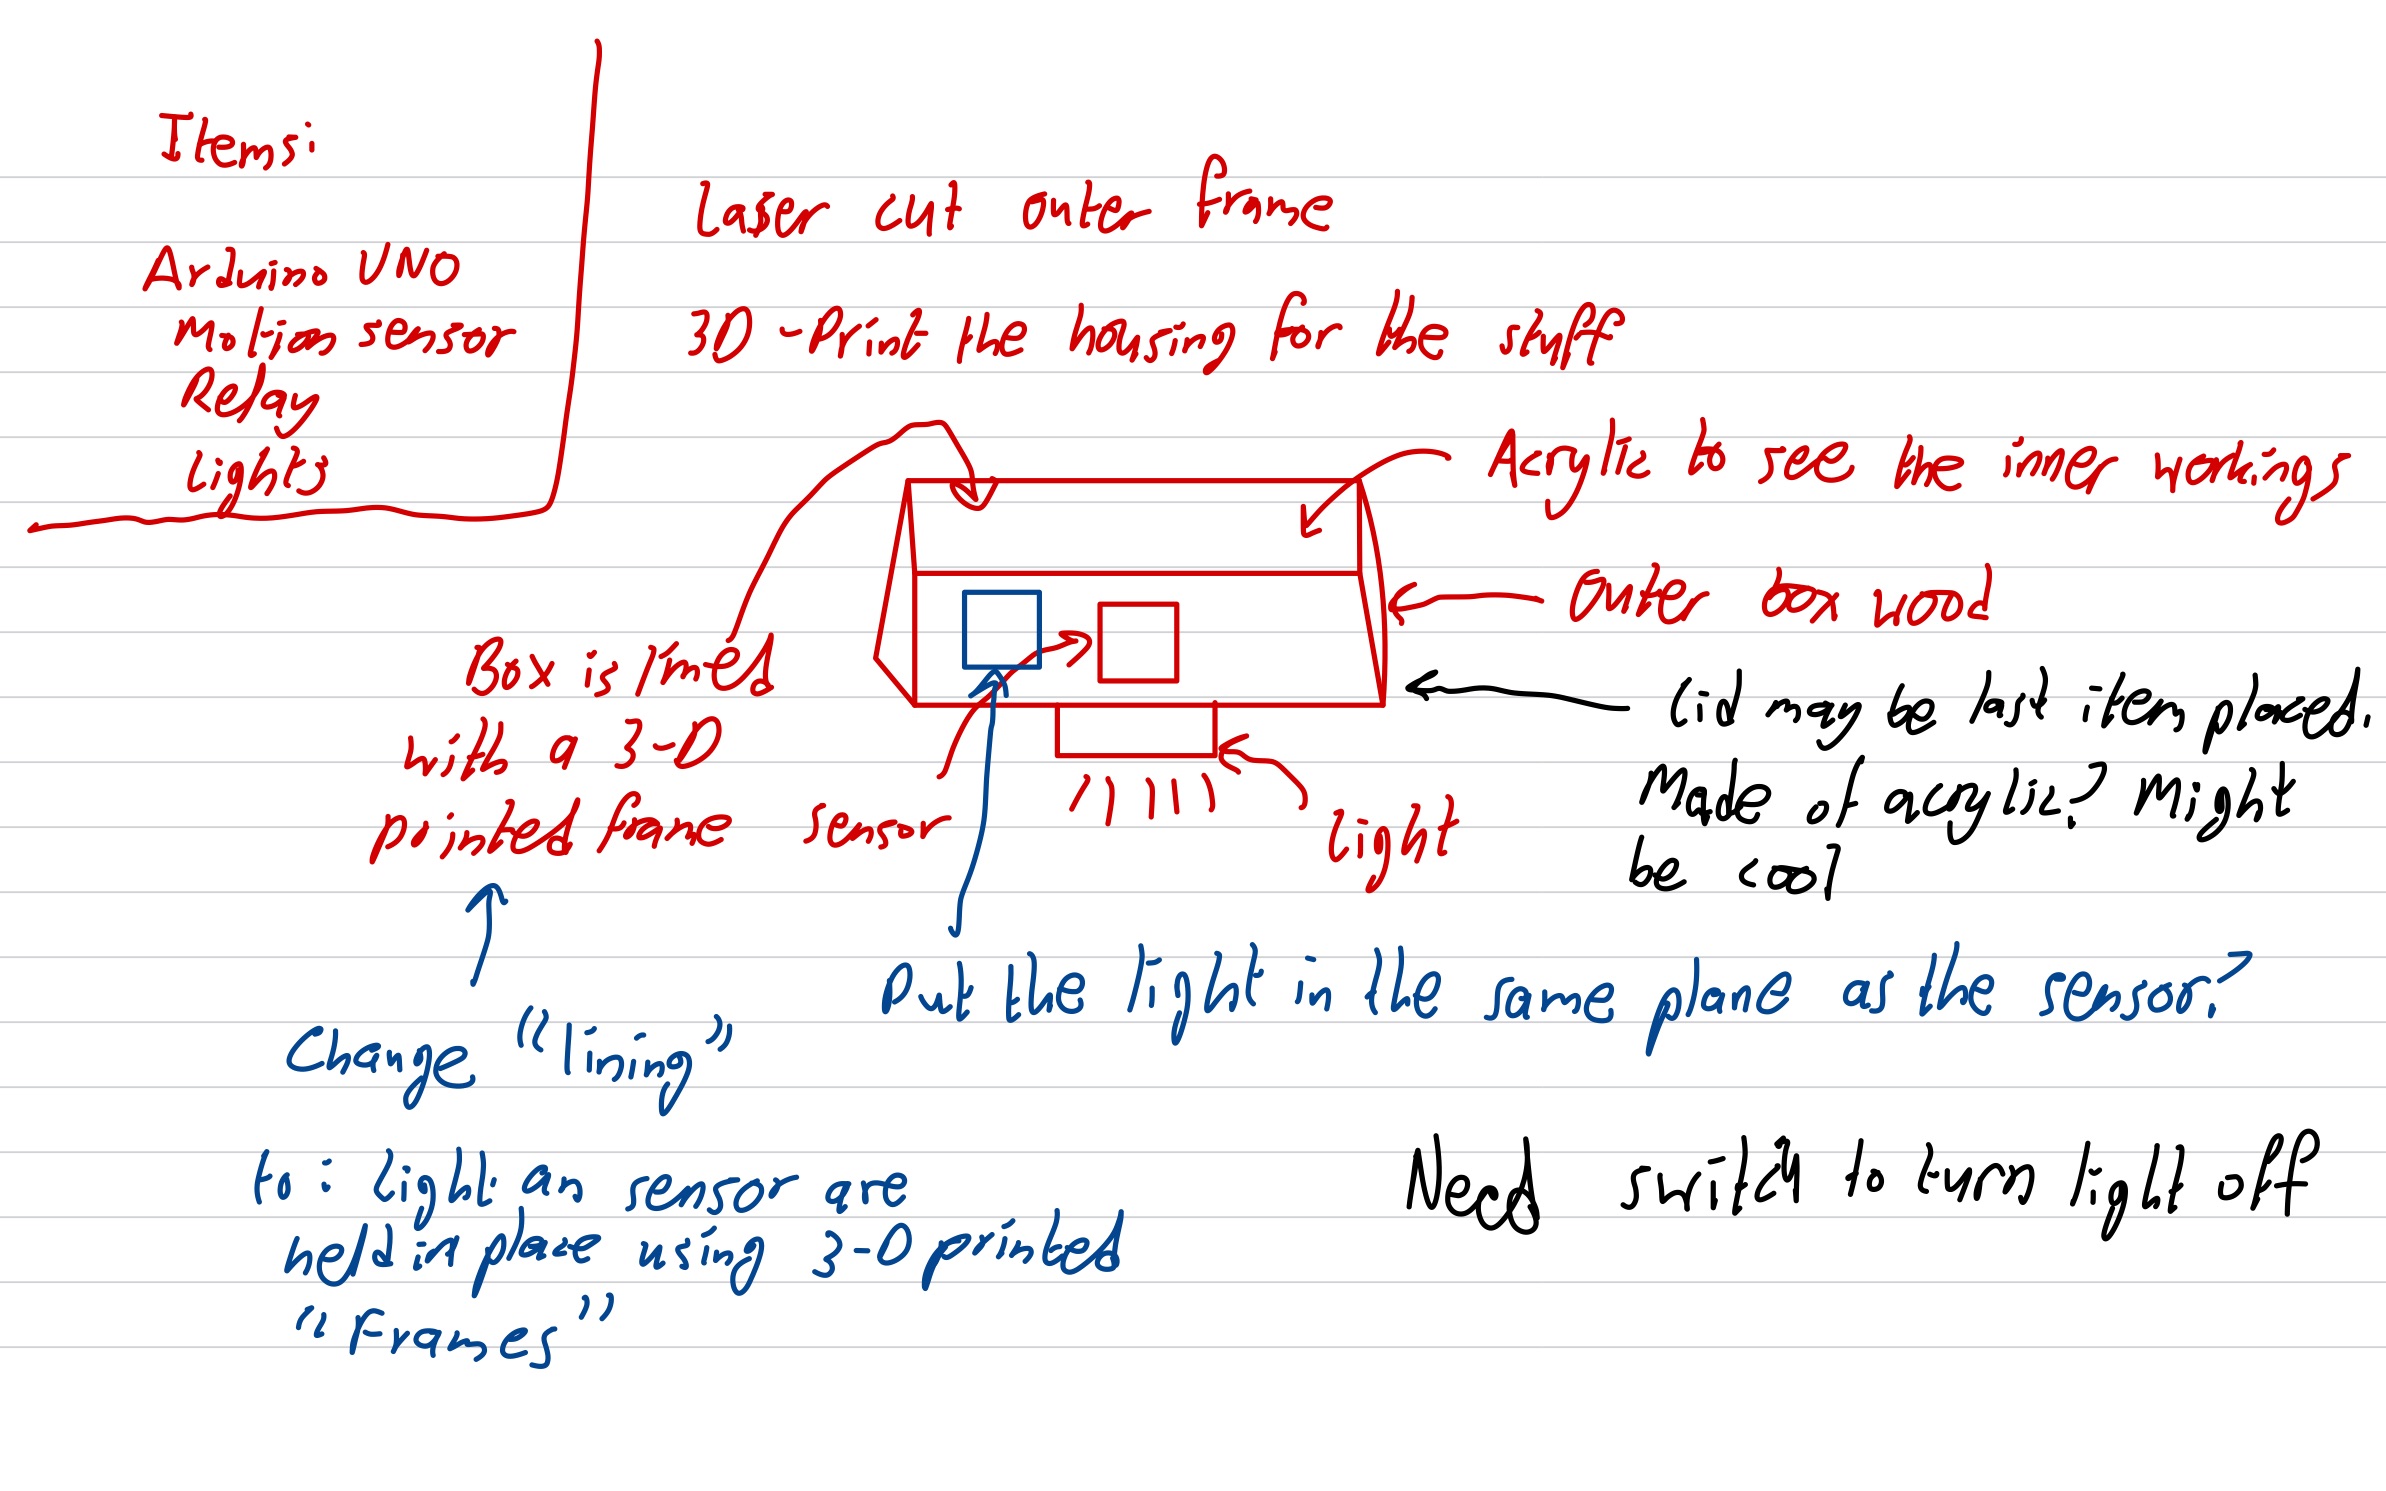 Items:
Arduino UNO
Motion sensor
Relay
Lights
Laser cut outer frame
3D-Print the housing for the stuff
Acrylic to see the inner workings
Outer box wood
Box is lined
with a 3-D
printed frame
sensor
light
Lid may be last item placed.
Made of acrylic? Might
be cool
Put the light in the same plane as the sensor?
Change "lining"
to: Light an sensor are
held in place using 3-D printed
"Frames"
Need switch to turn light off